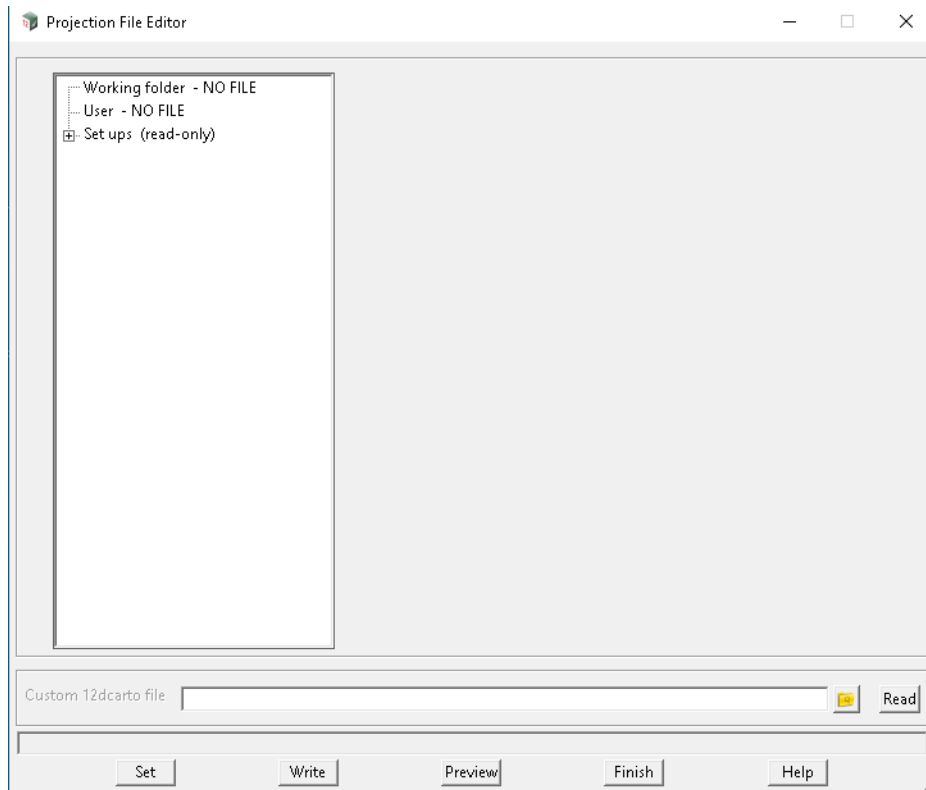 Projection File Editor
Working folder - NO FILE
User - NO FILE
Set ups (read-only)
Custom 12dcarto file
Read
Set Write Preview Finish Help